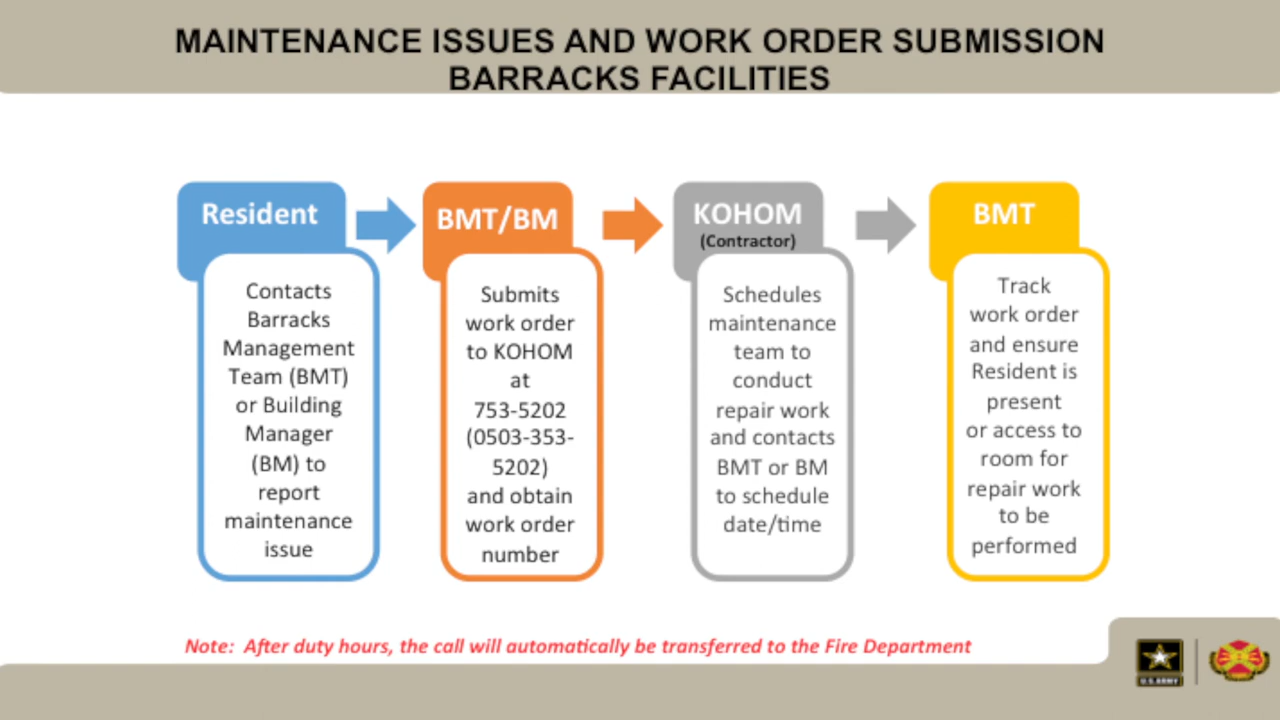 MAINTENANCE ISSUES AND WORK ORDER SUBMISSION
BARRACKS FACILITIES
Resident
Contacts
Barracks
Management
Team (BMT)
or Building
Manager
(BM) to
report
maintenance
issue
BMT/BM
Submits
work order
to KOHOM
at
753-5202
(0503-353-
5202)
and obtain
work order
number
KOHOM
(Contractor)
Schedules
maintenance
team to
conduct
repair work
and contacts
BMT or BM
to schedule
date/time
BMT
Track
work order
and ensure
Resident is
present
or access to
room for
repair work
to be
performed
Note: After duty hours, the call will automatically be transferred to the Fire Department
U.S. ARMY